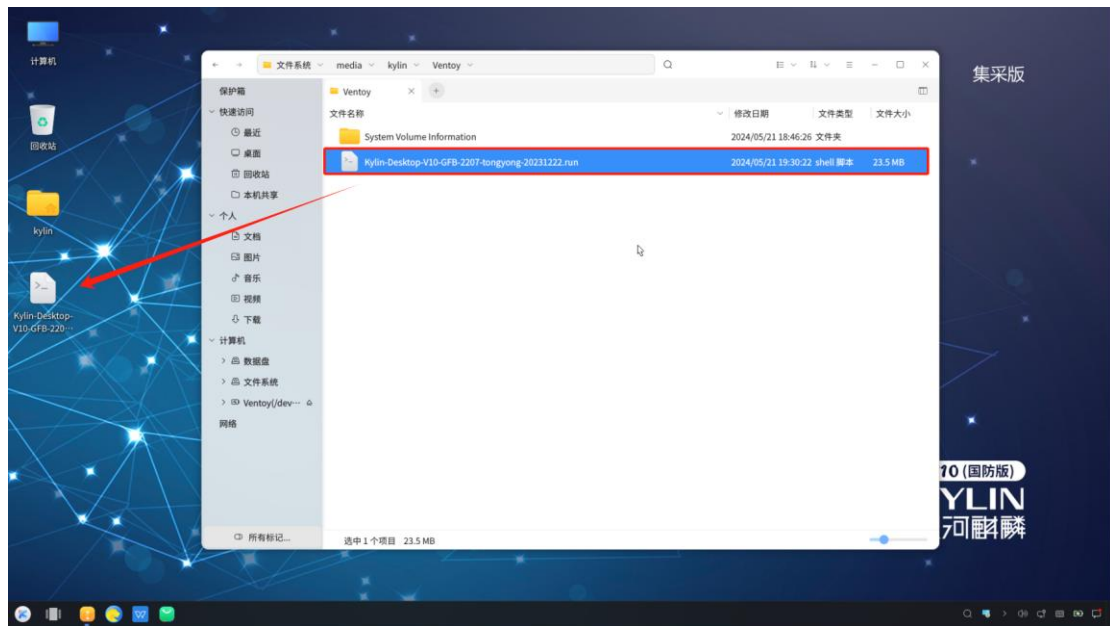 计算机
回收站
kylin
Kylin-Desktop-
V10-GFB-220…
文件系统 media kylin Ventoy
集采版
保护箱
快速访问
最近
桌面
回收站
本机共享
个人
文档
图片
音乐
视频
下载
计算机
数据盘
文件系统
Ventoy(/dev…
网络
所有标记...
Ventoy
文件名称 修改日期 文件类型 文件大小
System Volume Information 2024/05/21 18:46:26 文件夹
Kylin-Desktop-V10-GFB-2207-tongyong-20231222.run 2024/05/21 19:30:22 shell 脚本 23.5 MB
选中 1 个项目 23.5 MB
10 (国防版)
YLIN
河麒麟